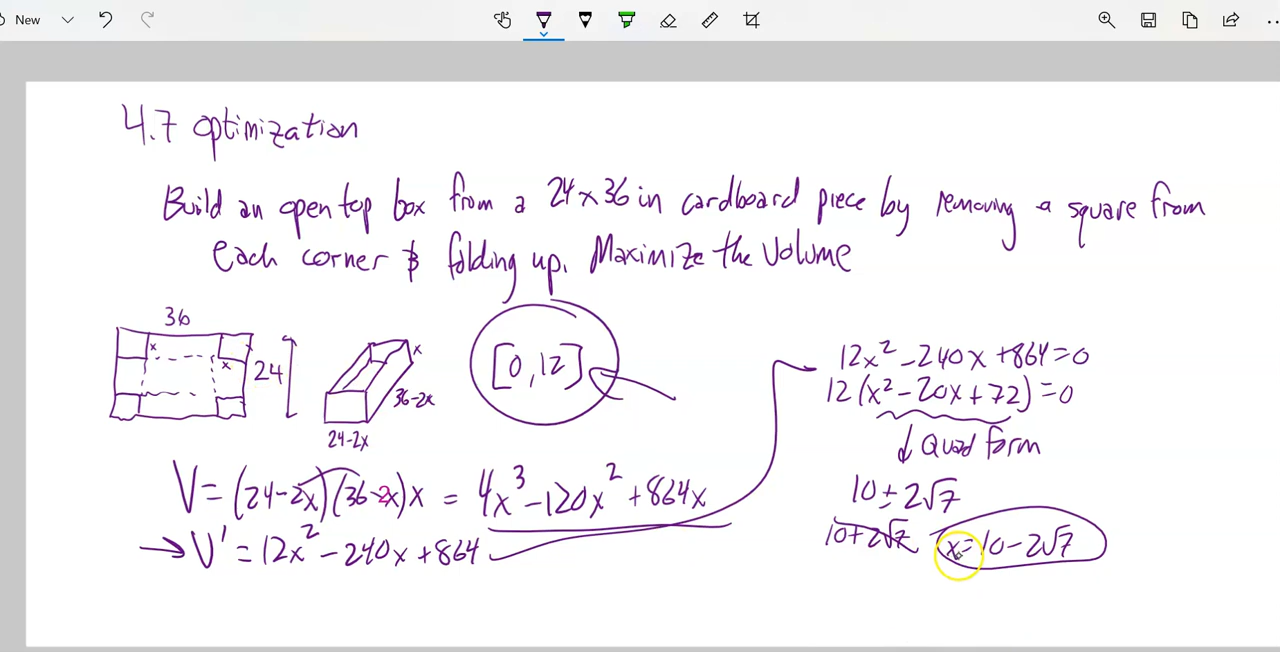 New
4.7 optimization
Build an open top box from a 24x36 in cardboard piece by removing a square from
each corner & folding up. Maximize the Volume
36
x
x
24
x
36-2x
24-2x
[0,12]
V = (24-2x)(36-2x)x = 4x³-120x²+864x
→ V' = 12x²-240x+864
12x²-240x+864=0
12(x²-20x+72)=0
↓ Quad form
10±2√7
10+2√7 x=10-2√7